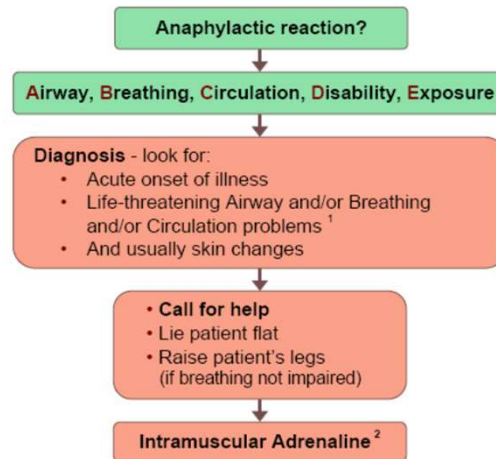 Anaphylactic reaction?
Airway, Breathing, Circulation, Disability, Exposure
Diagnosis - look for:
• Acute onset of illness
• Life-threatening Airway and/or Breathing
and/or Circulation problems 1
• And usually skin changes
• Call for help
• Lie patient flat
• Raise patient's legs
(if breathing not impaired)
Intramuscular Adrenaline 2